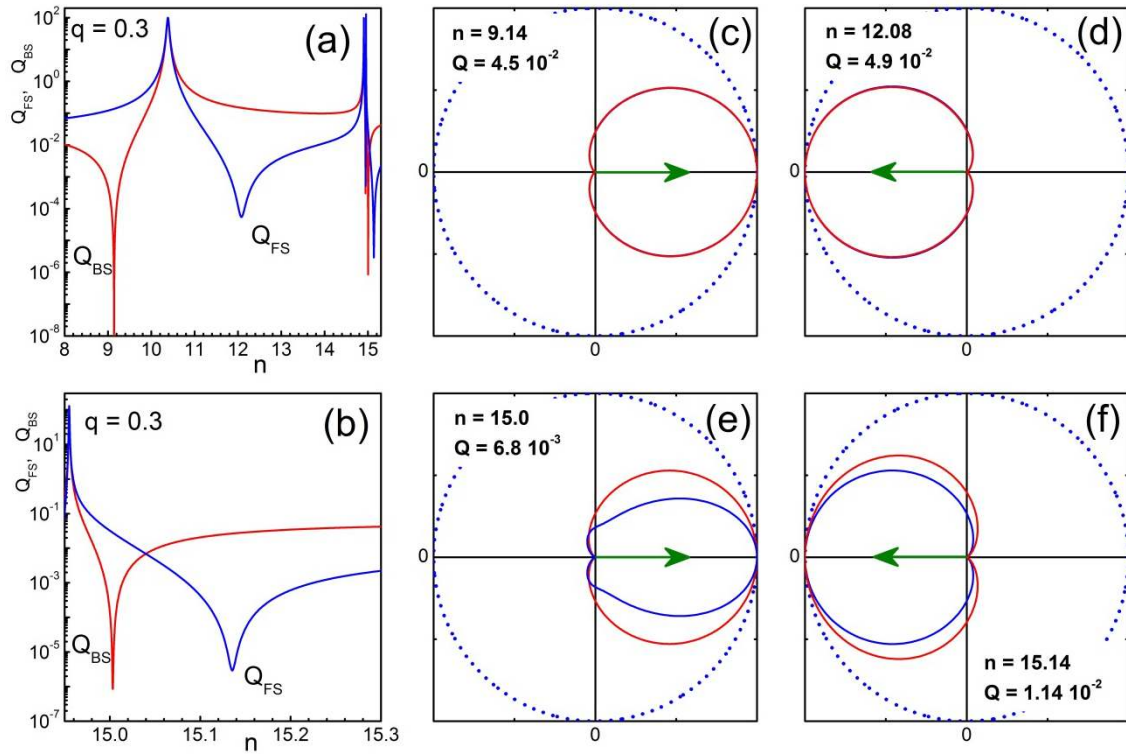 q = 0.3
(a)
Q_FS, Q_BS
10^2
10^0
10^-2
10^-4
10^-6
10^-8
Q_BS
Q_FS
8 9 10 11 12 13 14 15
n
n = 9.14
Q = 4.5 10^-2
(c)
0
0
n = 12.08
Q = 4.9 10^-2
(d)
0
0
q = 0.3
(b)
Q_FS, Q_BS
10^1
10^-1
10^-3
10^-5
10^-7
Q_BS
Q_FS
15.0 15.1 15.2 15.3
n
n = 15.0
Q = 6.8 10^-3
(e)
0
0
(f)
n = 15.14
Q = 1.14 10^-2
0
0